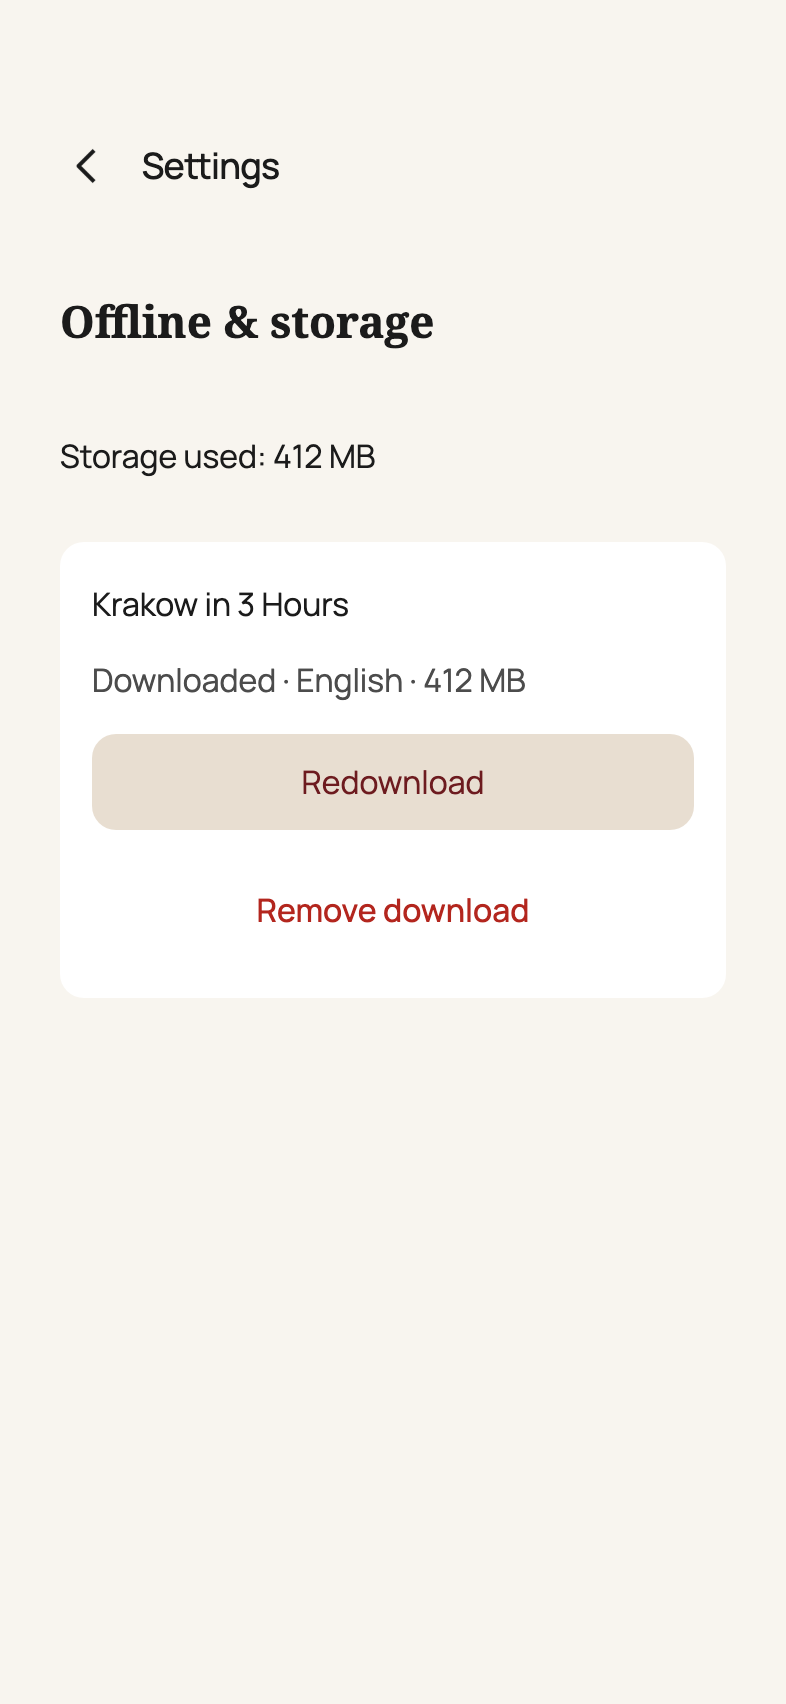 Settings
Offline & storage
Storage used: 412 MB
Krakow in 3 Hours
Downloaded · English · 412 MB
Redownload
Remove download